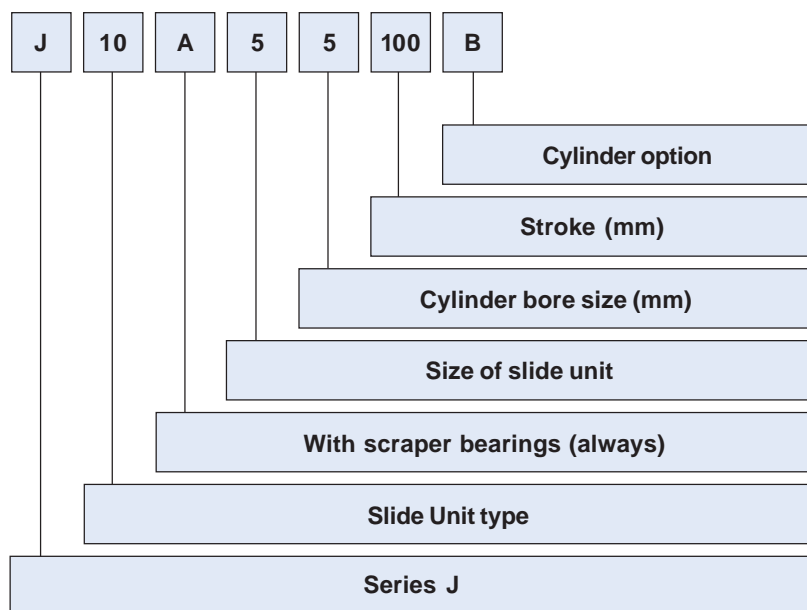 J 10 A 5 5 100 B
Cylinder option
Stroke (mm)
Cylinder bore size (mm)
Size of slide unit
With scraper bearings (always)
Slide Unit type
Series J